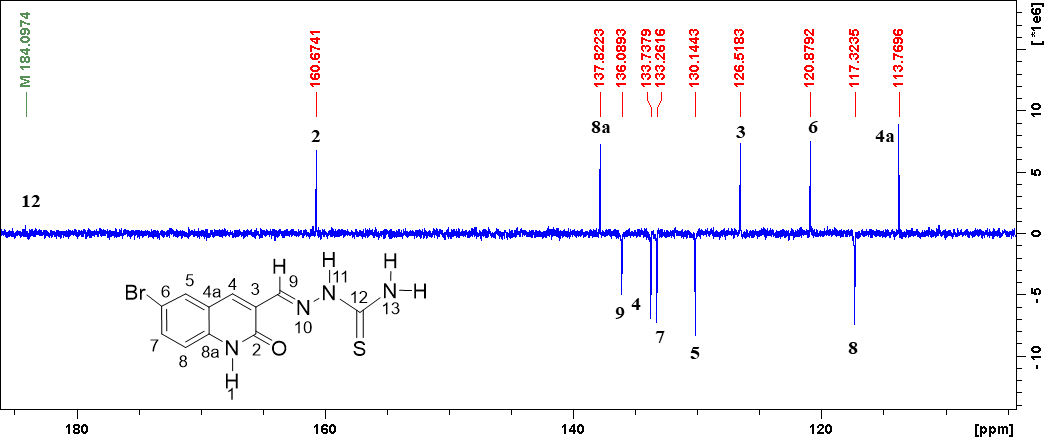 M 184.0974
160.6741
137.8223
136.0893
133.7379
133.2616
130.1443
126.5183
120.8792
117.3235
113.7696
[ *1e6]
12
2
8a
3
6
4a
9
4
7
5
8
10
5
0
-5
-10
H
H
H
Br
5
4
9
11
N
12
N
H
6
4a
3
N
10
13
7
8
8a
N
2
O
S
H
1
180
160
140
120
[ppm]